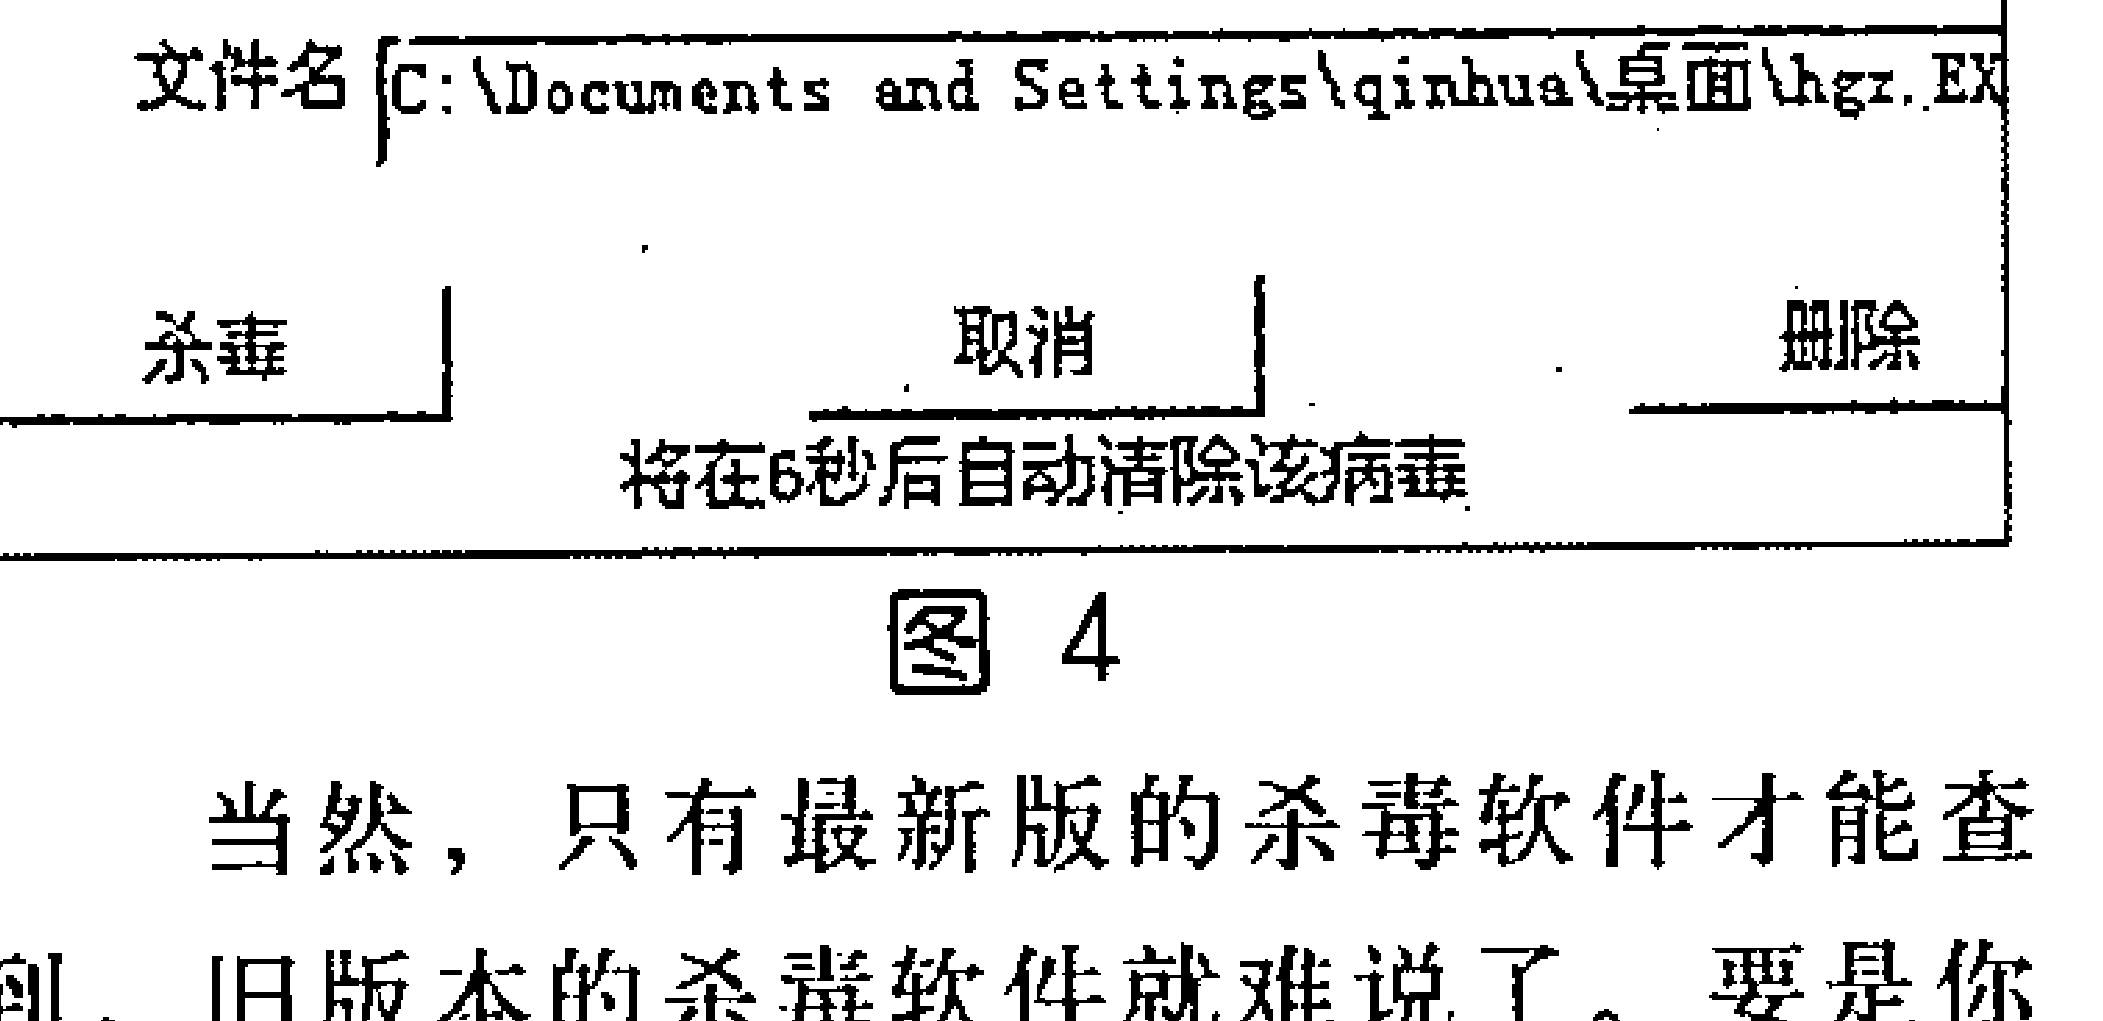 文件名 C:\Documents and Settings\qinhua\桌面\hgz.EX
杀毒 取消 删除
将在6秒后自动清除该病毒
图 4
当然，只有最新版的杀毒软件才能查
到，旧版本的杀毒软件就难说了。要是你